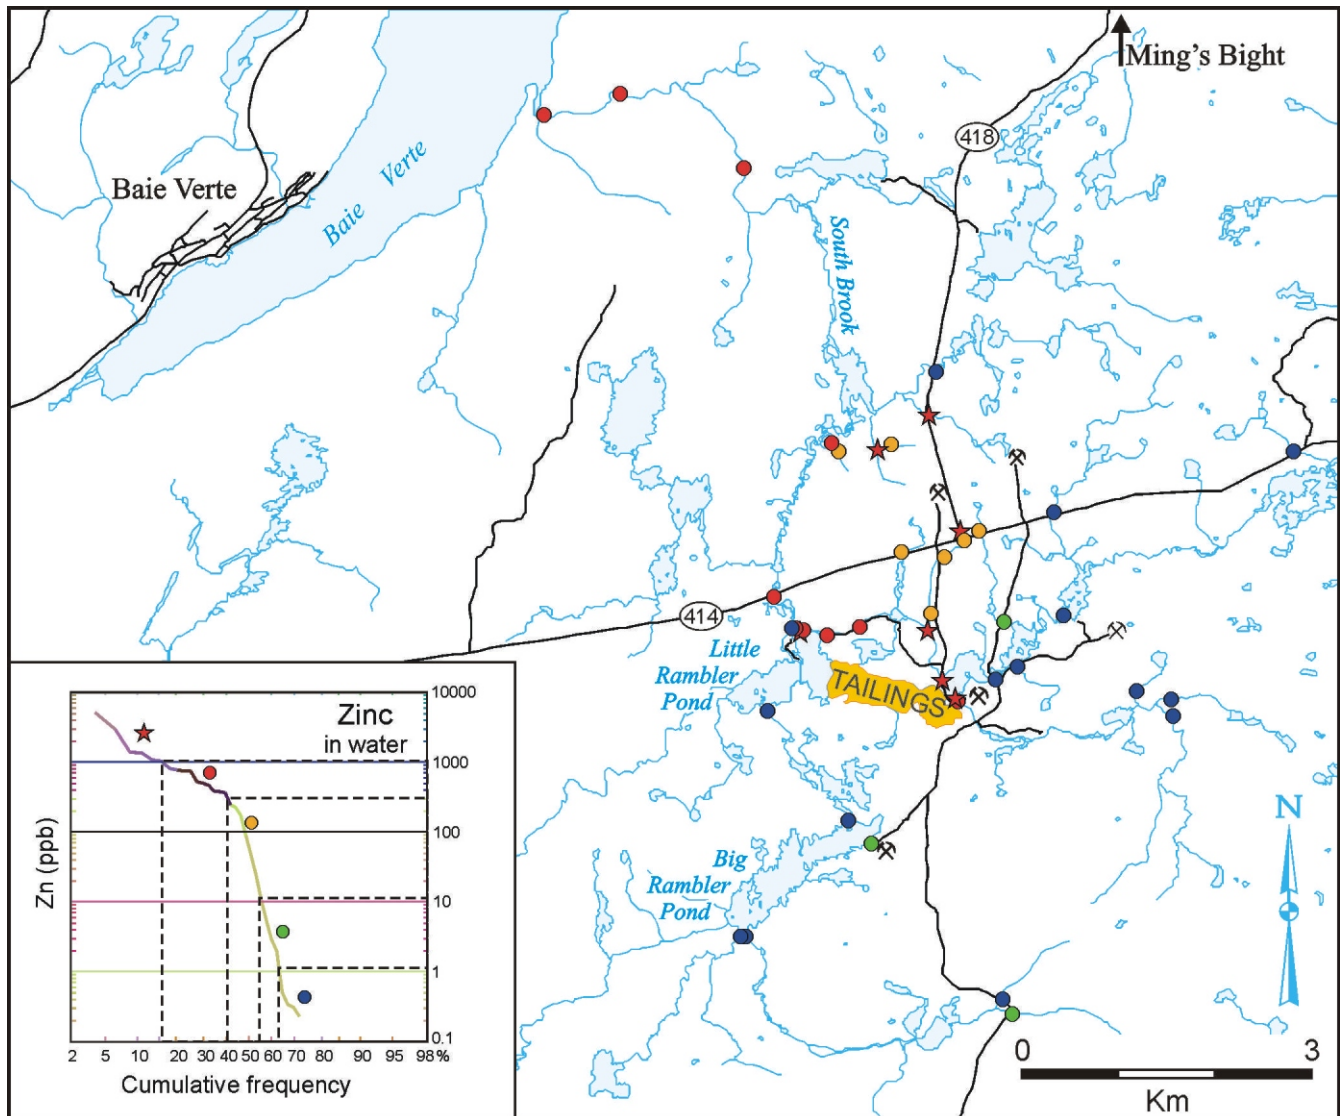 Ming's Bight
418
Baie Verte
Baie
Verte
South Brook
414
Little
Rambler
Pond
TAILINGS
Big
Rambler
Pond
N
0 3
Km
Zinc
in water
Zn (ppb)
10000
1000
100
10
1
0.1
2 5 10 20 30 40 50 60 70 80 90 95 98 %
Cumulative frequency